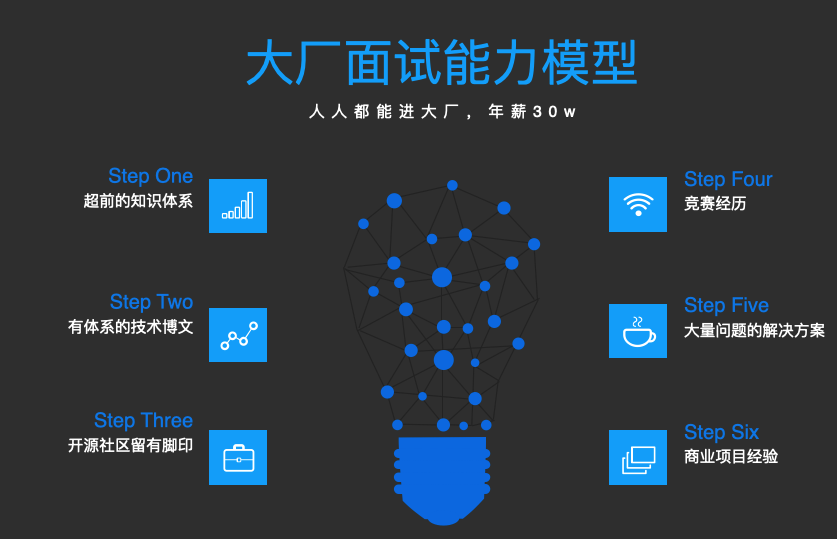 大厂面试能力模型
人人都能进大厂，年薪30w
Step One
超前的知识体系
Step Two
有体系的技术博文
Step Three
开源社区留有脚印
Step Four
竞赛经历
Step Five
大量问题的解决方案
Step Six
商业项目经验